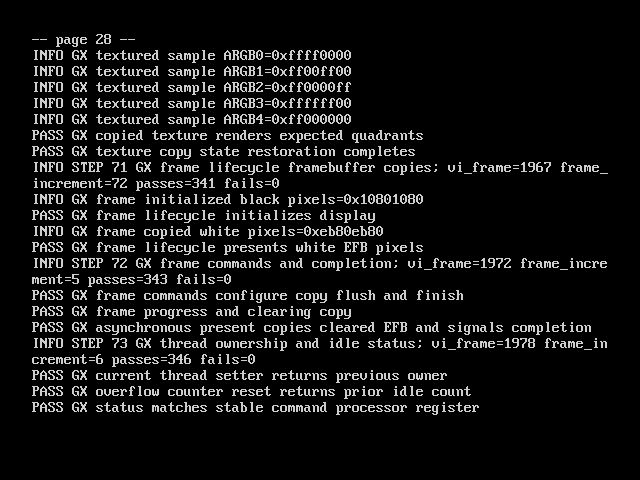 -- page 28 --
INFO GX textured sample ARGB0=0xffff0000
INFO GX textured sample ARGB1=0xff00ff00
INFO GX textured sample ARGB2=0xff0000ff
INFO GX textured sample ARGB3=0xffffff00
INFO GX textured sample ARGB4=0xff000000
PASS GX copied texture renders expected quadrants
PASS GX texture copy state restoration completes
INFO STEP 71 GX frame lifecycle framebuffer copies; vi_frame=1967 frame_
increment=72 passes=341 fails=0
INFO GX frame initialized black pixels=0x10801080
PASS GX frame lifecycle initializes display
INFO GX frame copied white pixels=0xeb80eb80
PASS GX frame lifecycle presents white EFB pixels
INFO STEP 72 GX frame commands and completion; vi_frame=1972 frame_incre
ment=5 passes=343 fails=0
PASS GX frame commands configure copy flush and finish
PASS GX frame progress and clearing copy
PASS GX asynchronous present copies cleared EFB and signals completion
INFO STEP 73 GX thread ownership and idle status; vi_frame=1978 frame_in
crement=6 passes=346 fails=0
PASS GX current thread setter returns previous owner
PASS GX overflow counter reset returns prior idle count
PASS GX status matches stable command processor register